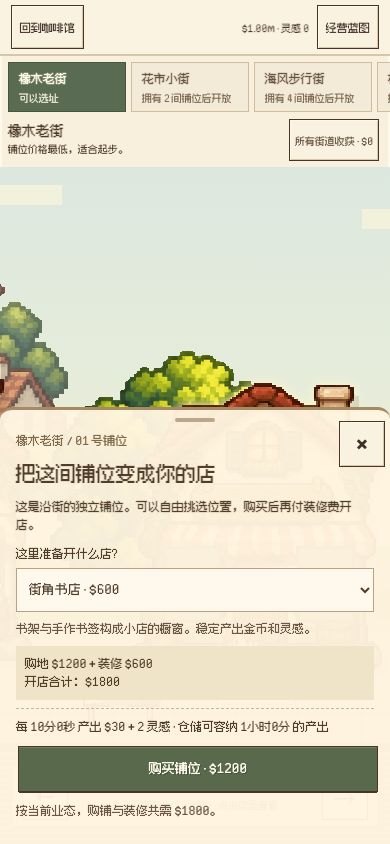 回到咖啡馆
$1.00M · 灵感 0
经营蓝图
橡木老街
可以选址
花市小街
拥有 2 间铺位后开放
海风步行街
拥有 4 间铺位后开放
橡木老街
铺位价格最低，适合起步。
所有街道收获 · $0
橡木老街 / 01 号铺位
×
把这间铺位变成你的店
这是沿街的独立铺位。可以自由挑选位置，购买后再付装修费开
店。
这里准备开什么店？
街角书店 · $600
书架与手作书签构成小店的橱窗。稳定产出金币和灵感。
购地 $1200 + 装修 $600
开店合计：$1800
每 10分0秒 产出 $30 + 2 灵感 · 仓储可容纳 1小时0分 的产出
购买铺位 · $1200
按当前业态，购铺与装修共需 $1800。